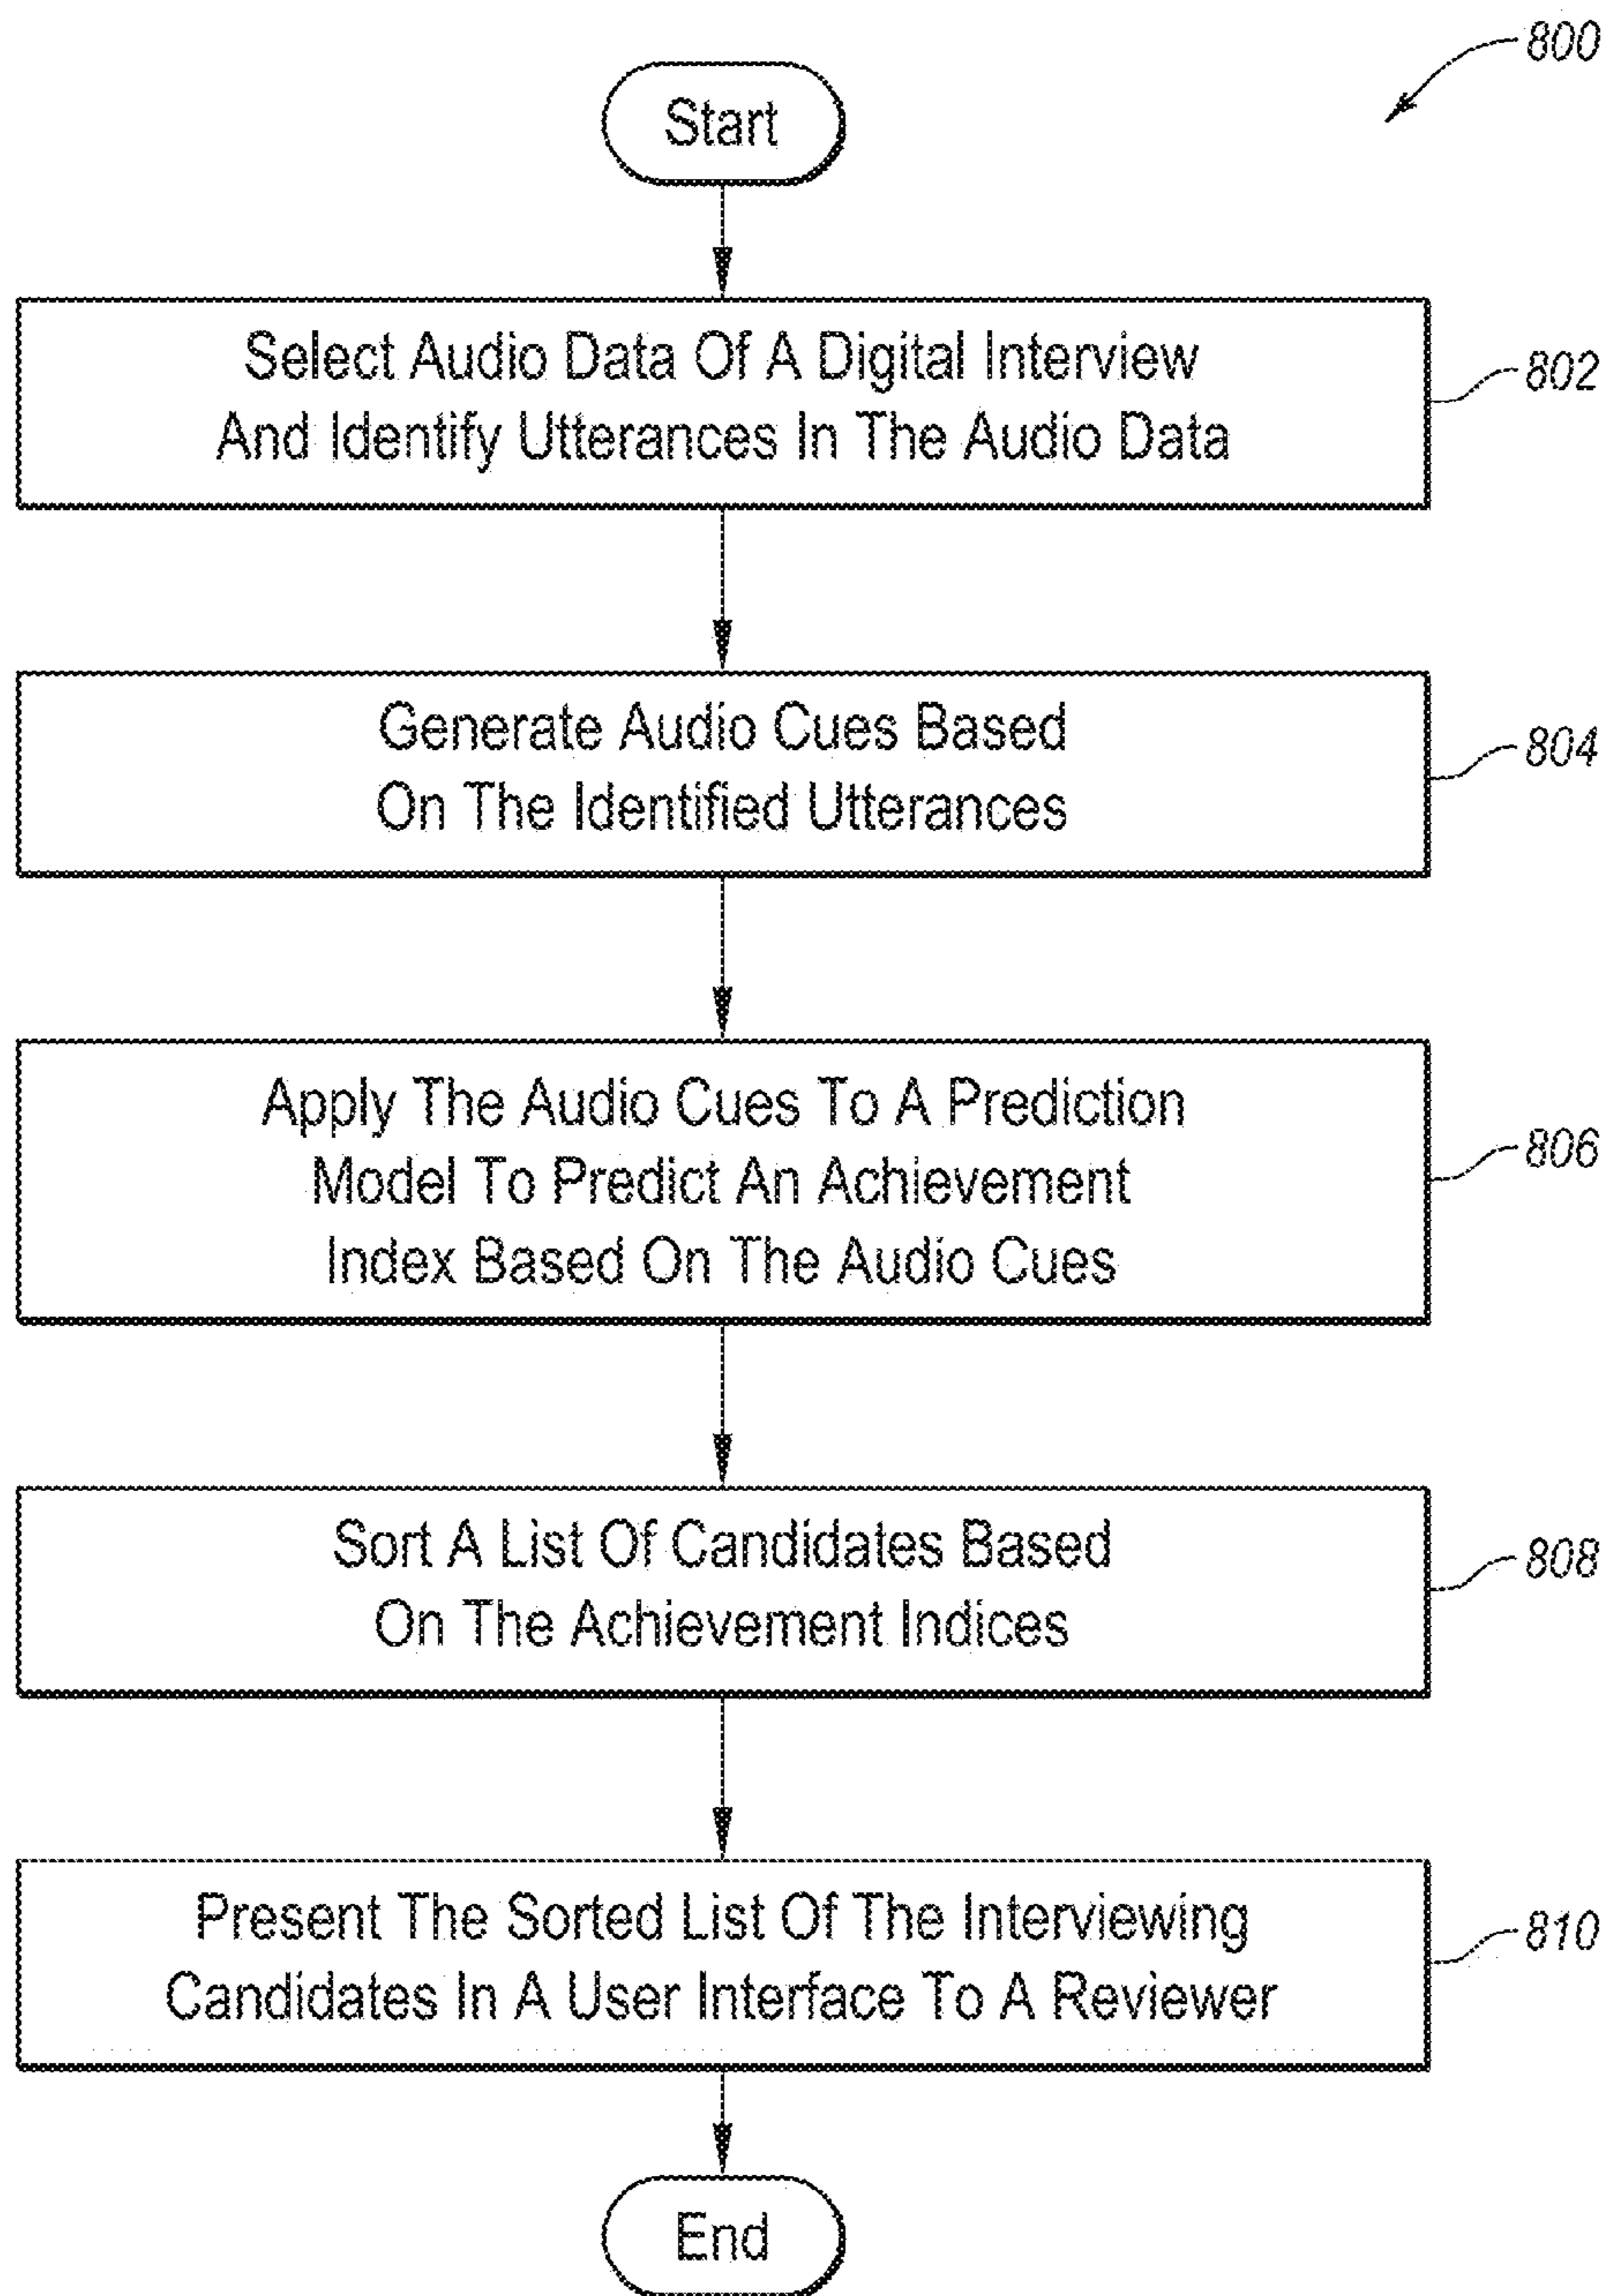 800
Start
Select Audio Data Of A Digital Interview
And Identify Utterances In The Audio Data
802
Generate Audio Cues Based
On The Identified Utterances
804
Apply The Audio Cues To A Prediction
Model To Predict An Achievement
Index Based On The Audio Cues
806
Sort A List Of Candidates Based
On The Achievement Indices
808
Present The Sorted List Of The Interviewing
Candidates In A User Interface To A Reviewer
810
End